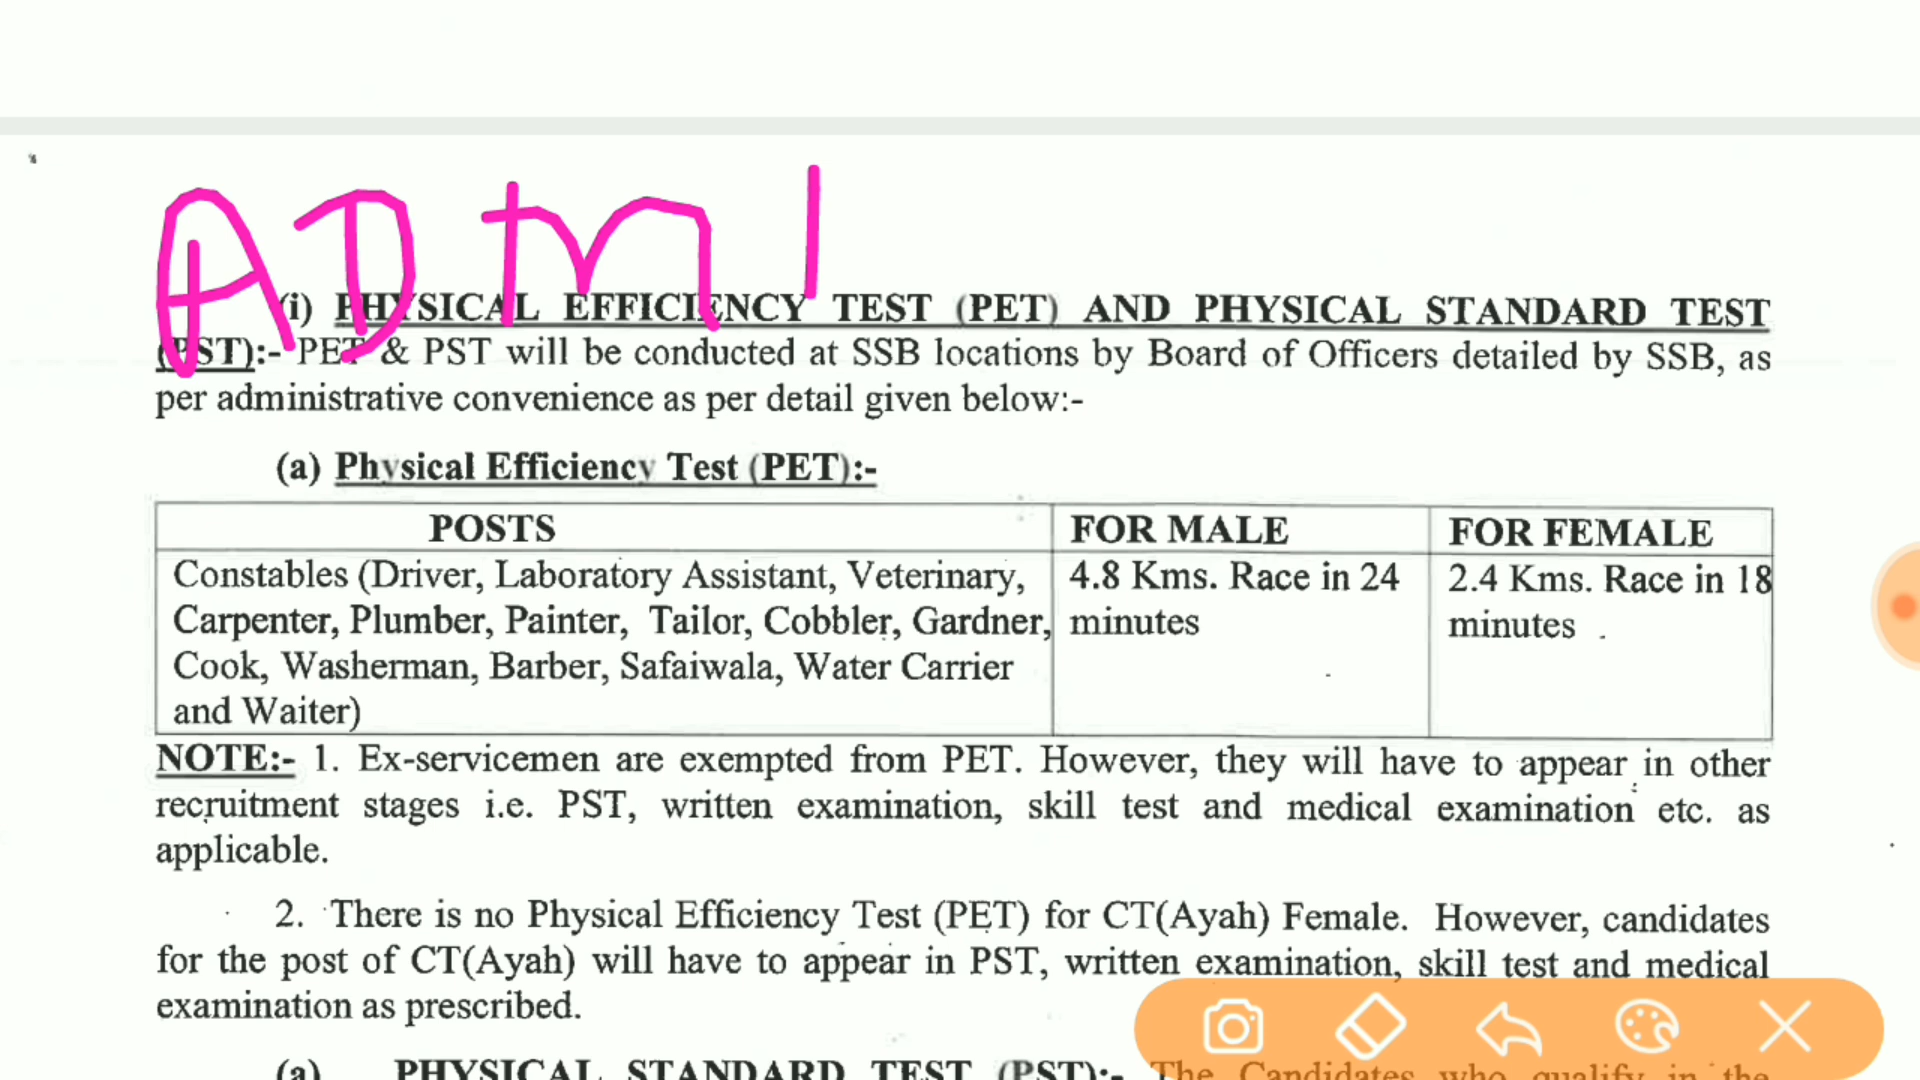 ADMI
(i) PHYSICAL EFFICIENCY TEST (PET) AND PHYSICAL STANDARD TEST
(PST):- PET & PST will be conducted at SSB locations by Board of Officers detailed by SSB, as
per administrative convenience as per detail given below:-
(a) Physical Efficiency Test (PET):-
POSTS FOR MALE FOR FEMALE
Constables (Driver, Laboratory Assistant, Veterinary, 4.8 Kms. Race in 24 2.4 Kms. Race in 18
Carpenter, Plumber, Painter, Tailor, Cobbler, Gardner, minutes minutes
Cook, Washerman, Barber, Safaiwala, Water Carrier
and Waiter)
NOTE:- 1. Ex-servicemen are exempted from PET. However, they will have to appear in other
recruitment stages i.e. PST, written examination, skill test and medical examination etc. as
applicable.
2. There is no Physical Efficiency Test (PET) for CT(Ayah) Female. However, candidates
for the post of CT(Ayah) will have to appear in PST, written examination, skill test and medical
examination as prescribed.
(a) PHYSICAL STANDARD TEST (PST):- The Candidates who qualify in the